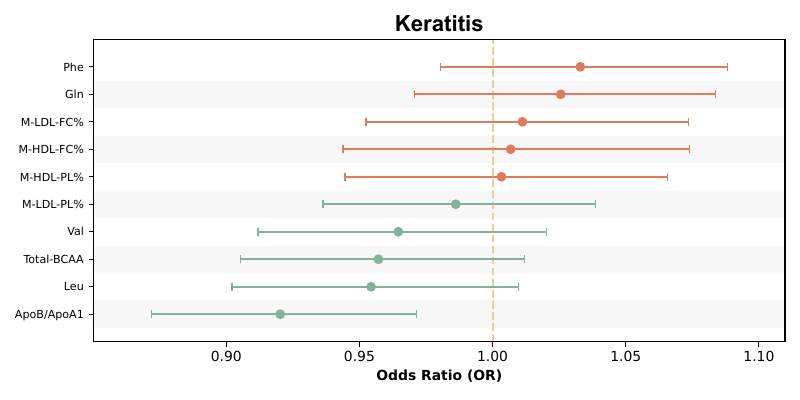 Keratitis
Phe
Gln
M-LDL-FC%
M-HDL-FC%
M-HDL-PL%
M-LDL-PL%
Val
Total-BCAA
Leu
ApoB/ApoA1
0.90 0.95 1.00 1.05 1.10
Odds Ratio (OR)